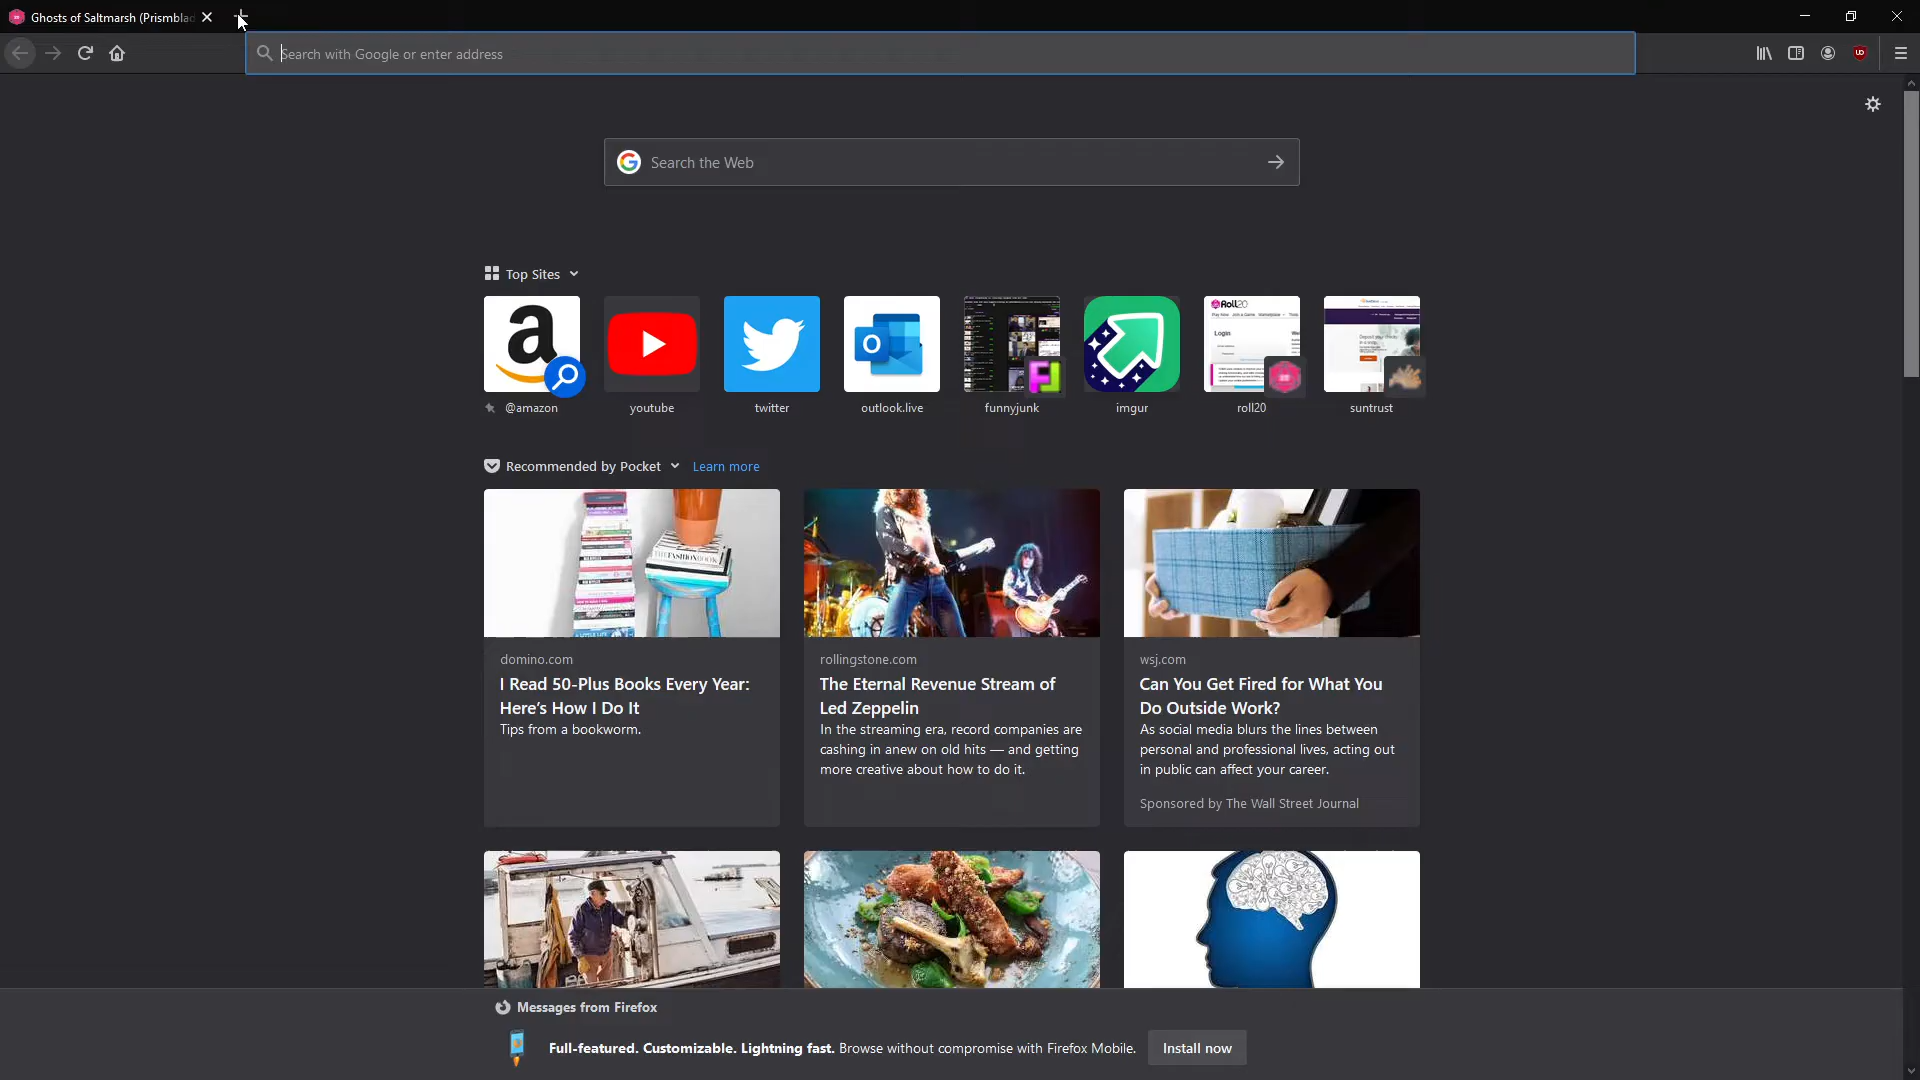 Ghosts of Saltmarsh (Prismblad
Search with Google or enter address
Search the Web
Top Sites
@amazon
youtube
twitter
outlook.live
funnyjunk
imgur
roll20
suntrust
Recommended by Pocket Learn more
domino.com
I Read 50-Plus Books Every Year:
Here's How I Do It
Tips from a bookworm.
rollingstone.com
The Eternal Revenue Stream of
Led Zeppelin
In the streaming era, record companies are
cashing in anew on old hits — and getting
more creative about how to do it.
wsj.com
Can You Get Fired for What You
Do Outside Work?
As social media blurs the lines between
personal and professional lives, acting out
in public can affect your career.
Sponsored by The Wall Street Journal
Messages from Firefox
Full-featured. Customizable. Lightning fast. Browse without compromise with Firefox Mobile.
Install now